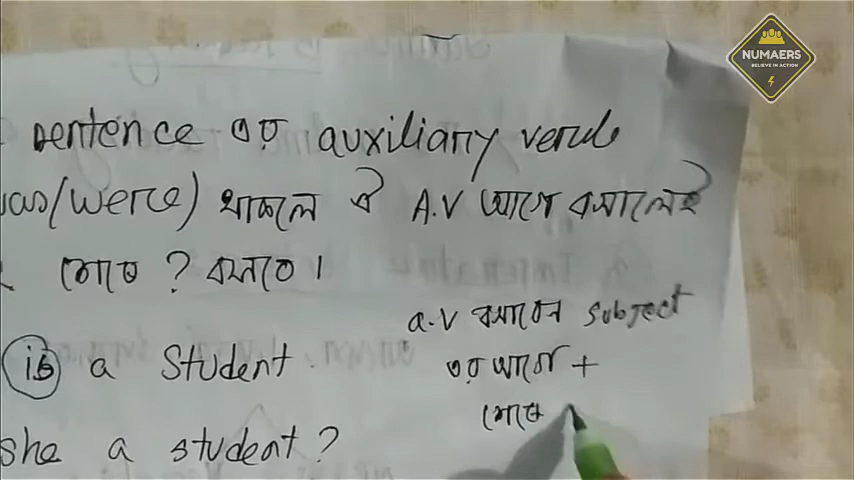 NUMAERS
BELIEVE IN ACTION
sentence এর auxiliary verb
was/were) থাকলে ঐ A.V আগে বসালেই
শেষে ? বসবে।
is a Student
a.V বসাবেন subject
এর আগে +
she a student?
শেষে